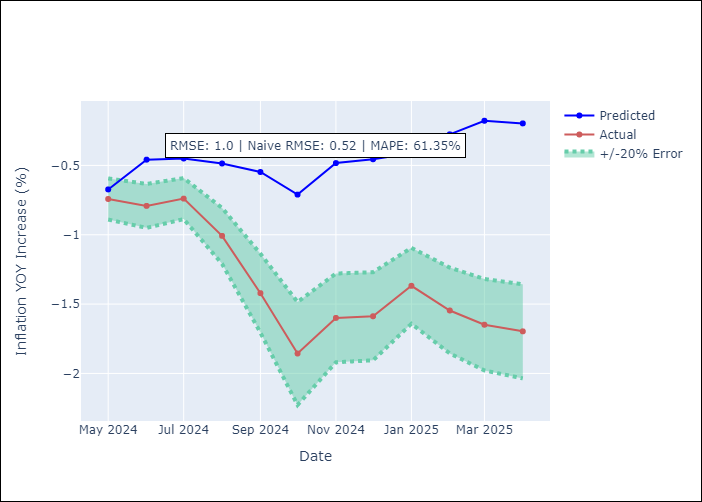 Predicted
Actual
+/-20% Error
RMSE: 1.0 | Naive RMSE: 0.52 | MAPE: 61.35%
−0.5
−1
−1.5
−2
Inflation YOY Increase (%)
May 2024 Jul 2024 Sep 2024 Nov 2024 Jan 2025 Mar 2025
Date